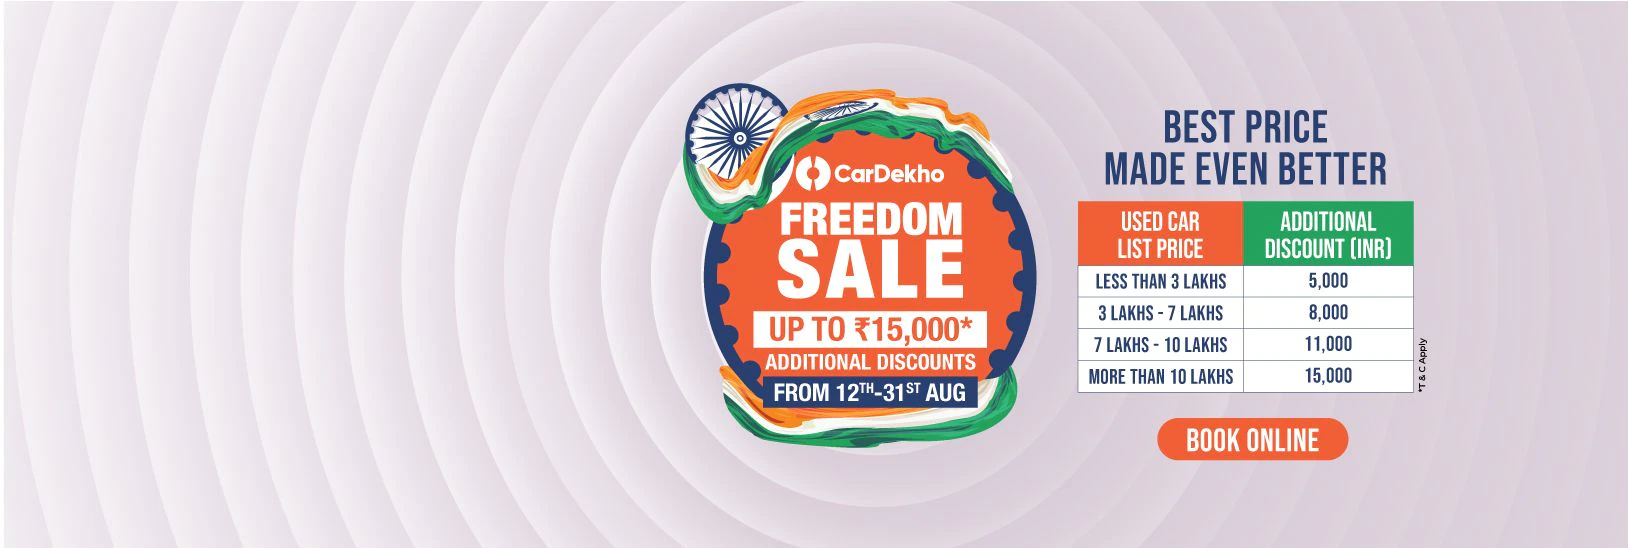 CarDekho
FREEDOM
SALE
UP TO ₹15,000*
ADDITIONAL DISCOUNTS
FROM 12TH-31ST AUG
BEST PRICE
MADE EVEN BETTER
USED CAR
LIST PRICE
ADDITIONAL
DISCOUNT (INR)
LESS THAN 3 LAKHS 5,000
3 LAKHS - 7 LAKHS 8,000
7 LAKHS - 10 LAKHS 11,000
MORE THAN 10 LAKHS 15,000
*T & C Apply
BOOK ONLINE